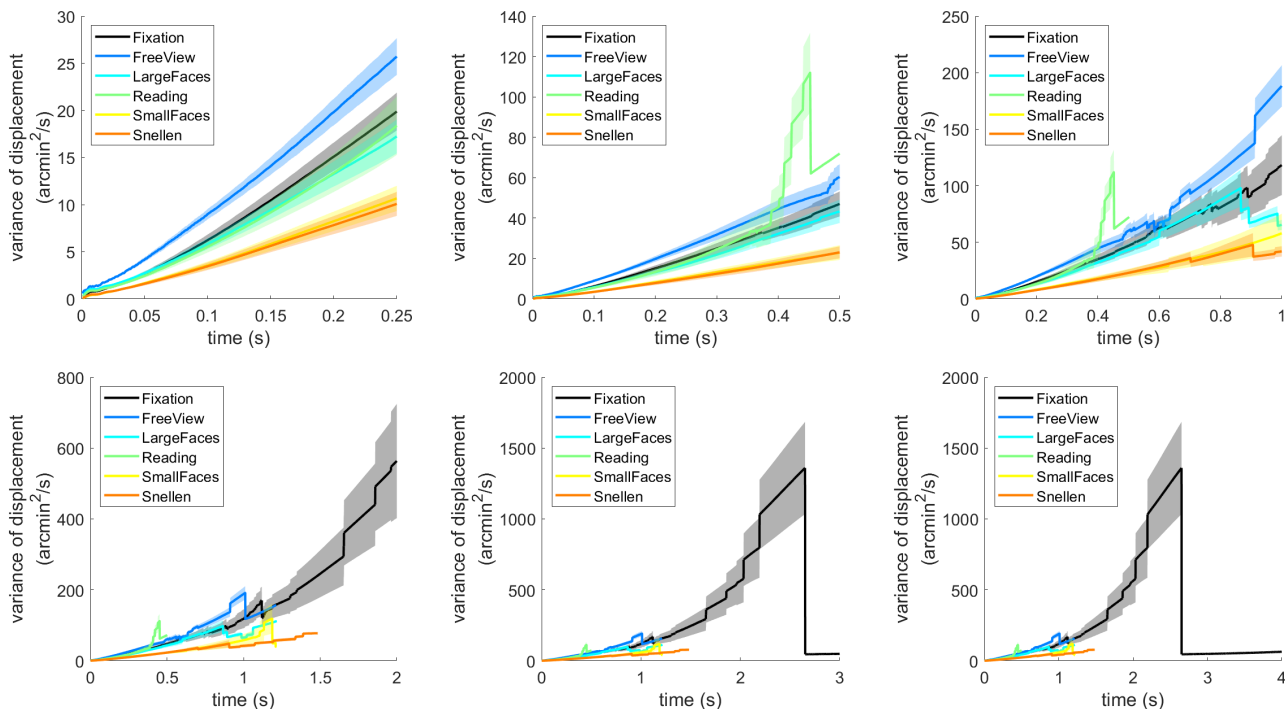 30
25
20
15
10
5
0
0
0.05
0.1
0.15
0.2
0.25
variance of displacement
(arcmin²/s)
time (s)
Fixation
FreeView
LargeFaces
Reading
SmallFaces
Snellen
140
120
100
80
60
40
20
0
0
0.1
0.2
0.3
0.4
0.5
variance of displacement
(arcmin²/s)
time (s)
Fixation
FreeView
LargeFaces
Reading
SmallFaces
Snellen
250
200
150
100
50
0
0
0.2
0.4
0.6
0.8
1
variance of displacement
(arcmin²/s)
time (s)
Fixation
FreeView
LargeFaces
Reading
SmallFaces
Snellen
800
600
400
200
0
0
0.5
1
1.5
2
variance of displacement
(arcmin²/s)
time (s)
Fixation
FreeView
LargeFaces
Reading
SmallFaces
Snellen
2000
1500
1000
500
0
0
1
2
3
variance of displacement
(arcmin²/s)
time (s)
Fixation
FreeView
LargeFaces
Reading
SmallFaces
Snellen
2000
1500
1000
500
0
0
1
2
3
4
variance of displacement
(arcmin²/s)
time (s)
Fixation
FreeView
LargeFaces
Reading
SmallFaces
Snellen